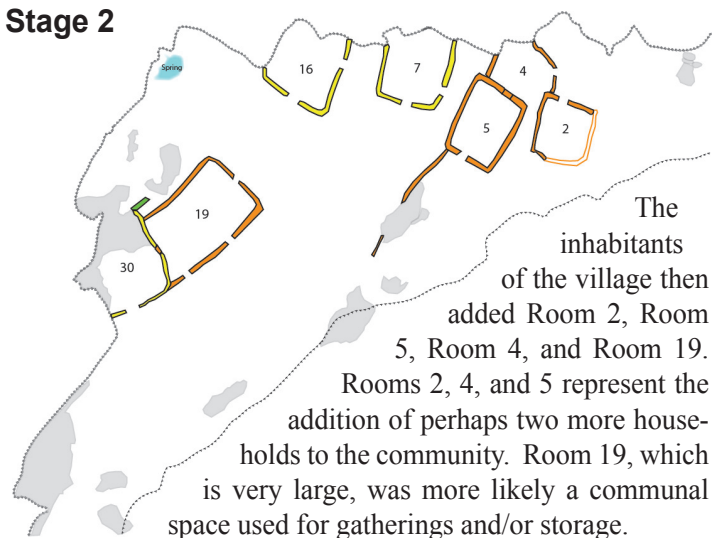 Stage 2
Spring
16
7
4
5
2
19
30
The
inhabitants
of the village then
added Room 2, Room
5, Room 4, and Room 19.
Rooms 2, 4, and 5 represent the
addition of perhaps two more house-
holds to the community. Room 19, which
is very large, was more likely a communal
space used for gatherings and/or storage.